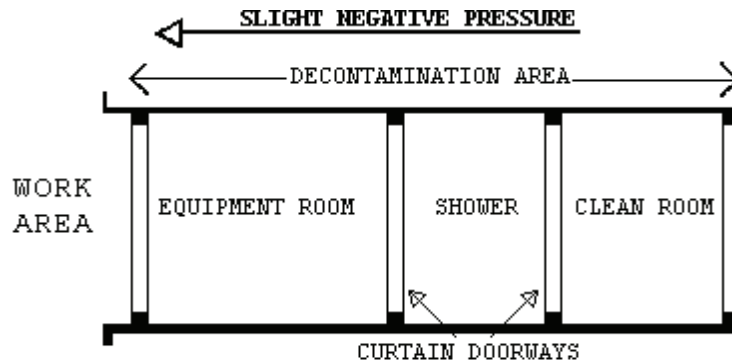 SLIGHT NEGATIVE PRESSURE
DECONTAMINATION AREA
WORK
AREA
EQUIPMENT ROOM
SHOWER
CLEAN ROOM
CURTAIN DOORWAYS